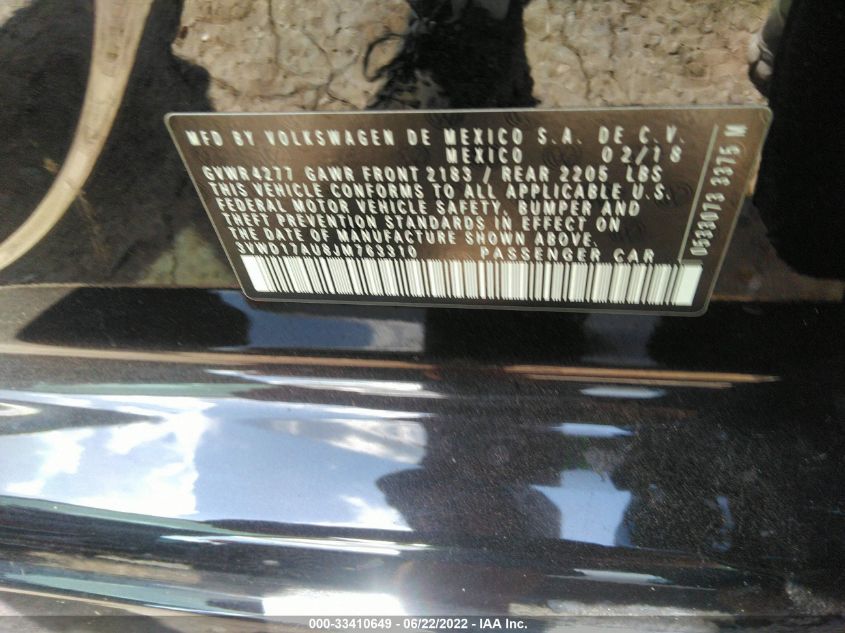 MFD BY VOLKSWAGEN DE MEXICO S.A. DE C.V.
MEXICO 02/18
GVWR4277 GAWR FRONT 2183 / REAR 2205 LBS
THIS VEHICLE CONFORMS TO ALL APPLICABLE U.S.
FEDERAL MOTOR VEHICLE SAFETY, BUMPER AND
THEFT PREVENTION STANDARDS IN EFFECT ON
THE DATE OF MANUFACTURE SHOWN ABOVE.
3VWD17AU6JM763310 PASSENGER CAR
0533073 3375 M
000-33410649 - 06/22/2022 - IAA Inc.